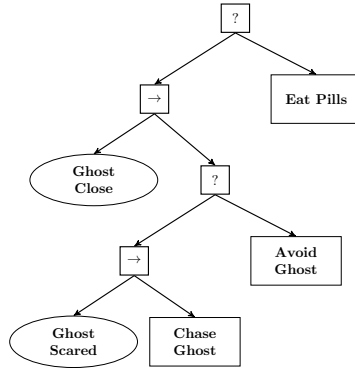 ?
→
Eat Pills
Ghost
Close
?
→
Avoid
Ghost
Ghost
Scared
Chase
Ghost